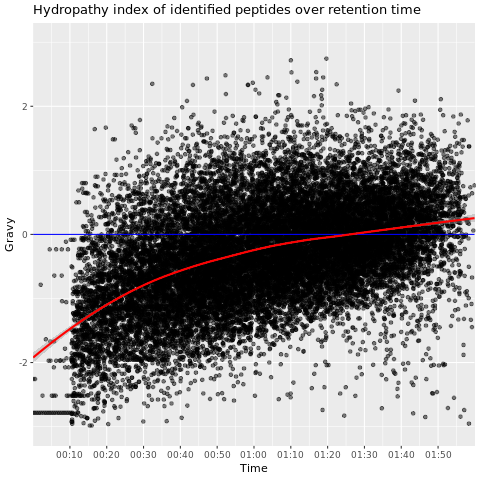 Hydropathy index of identified peptides over retention time
2
0
-2
Gravy
00:10 00:20 00:30 00:40 00:50 01:00 01:10 01:20 01:30 01:40 01:50
Time